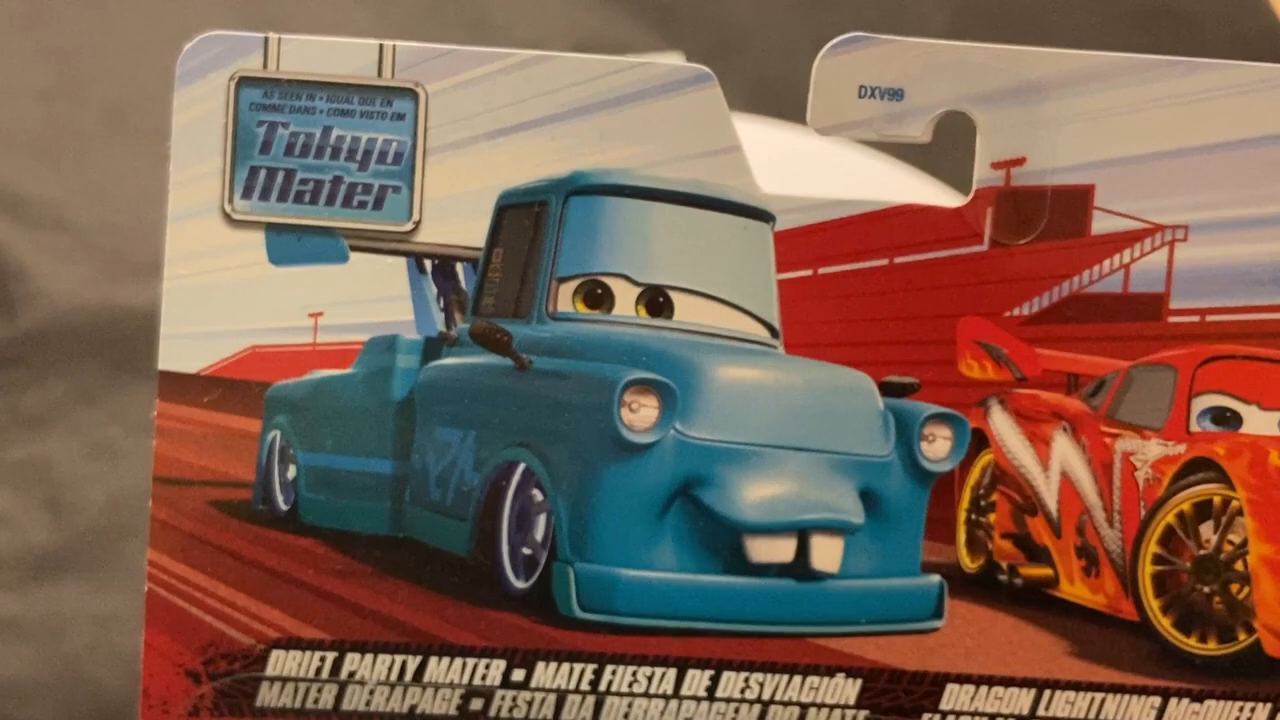 AS SEEN IN • IGUAL QUE EN
COMME DANS • COMO VISTO EM
Tokyo
Mater
DXV99
DRIFT PARTY MATER • MATE FIESTA DE DESVIACIÓN
MATER DÉRAPAGE • FESTA DA DERRAPAGEM DO MATE
DRAGON LIGHTNING McQUEEN